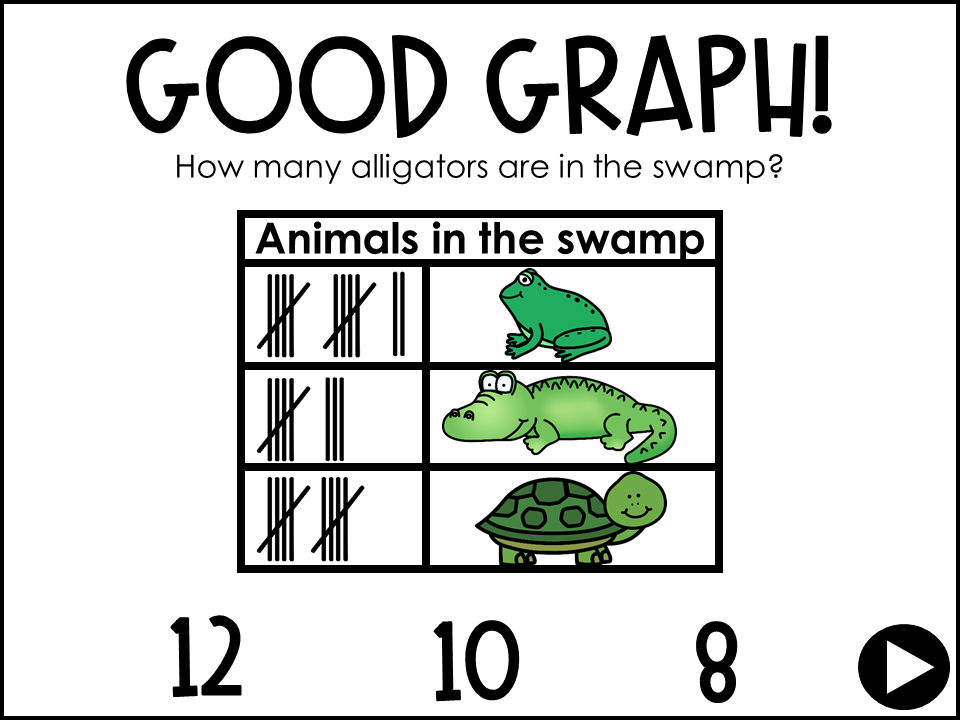 GOOD GRAPH!
How many alligators are in the swamp?
Animals in the swamp
12 10 8